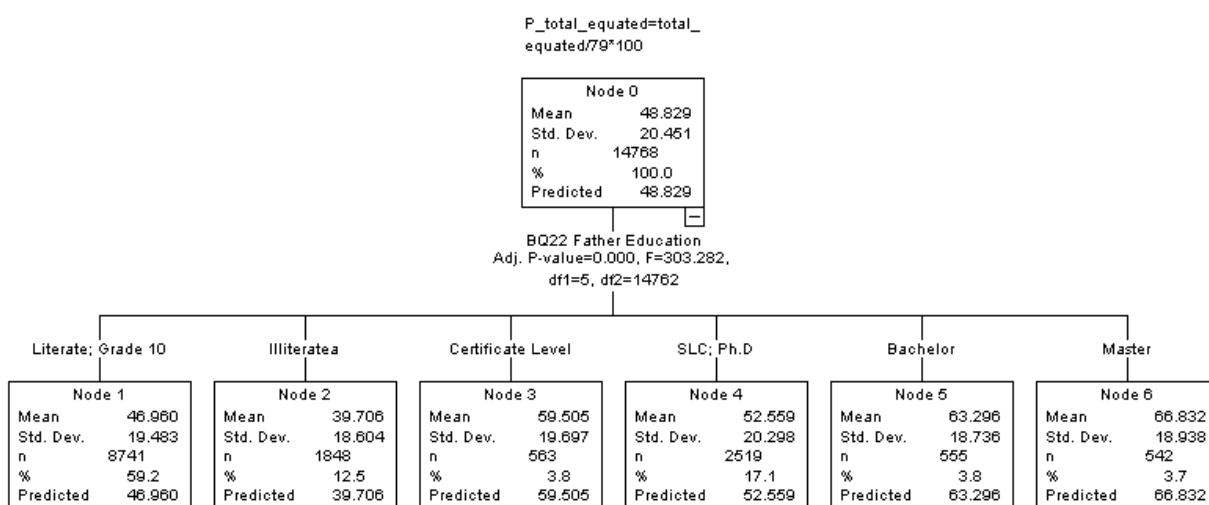 P_total_equated=total_
equated/79*100
Node 0
Mean 48.829
Std. Dev. 20.451
n 14768
% 100.0
Predicted 48.829
BQ22 Father Education
Adj. P-value=0.000, F=303.282,
df1=5, df2=14762
Literate; Grade 10
Illiteratea
Certificate Level
SLC; Ph.D
Bachelor
Master
Node 1
Mean 46.960
Std. Dev. 19.483
n 8741
% 59.2
Predicted 46.960
Node 2
Mean 39.706
Std. Dev. 18.604
n 1848
% 12.5
Predicted 39.706
Node 3
Mean 59.505
Std. Dev. 19.697
n 563
% 3.8
Predicted 59.505
Node 4
Mean 52.559
Std. Dev. 20.298
n 2519
% 17.1
Predicted 52.559
Node 5
Mean 63.296
Std. Dev. 18.736
n 555
% 3.8
Predicted 63.296
Node 6
Mean 66.832
Std. Dev. 18.938
n 542
% 3.7
Predicted 66.832